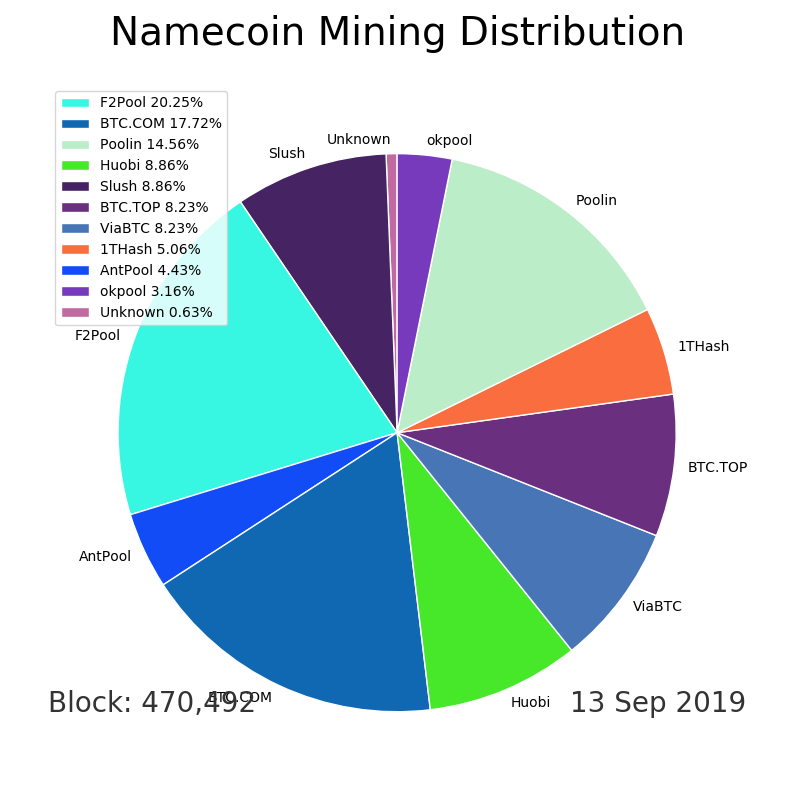 Namecoin Mining Distribution
F2Pool 20.25%
BTC.COM 17.72%
Poolin 14.56%
Huobi 8.86%
Slush 8.86%
BTC.TOP 8.23%
ViaBTC 8.23%
1THash 5.06%
AntPool 4.43%
okpool 3.16%
Unknown 0.63%
Unknown
okpool
Slush
Poolin
F2Pool
1THash
BTC.TOP
AntPool
ViaBTC
BTC.COM
Huobi
Block: 470,492
13 Sep 2019